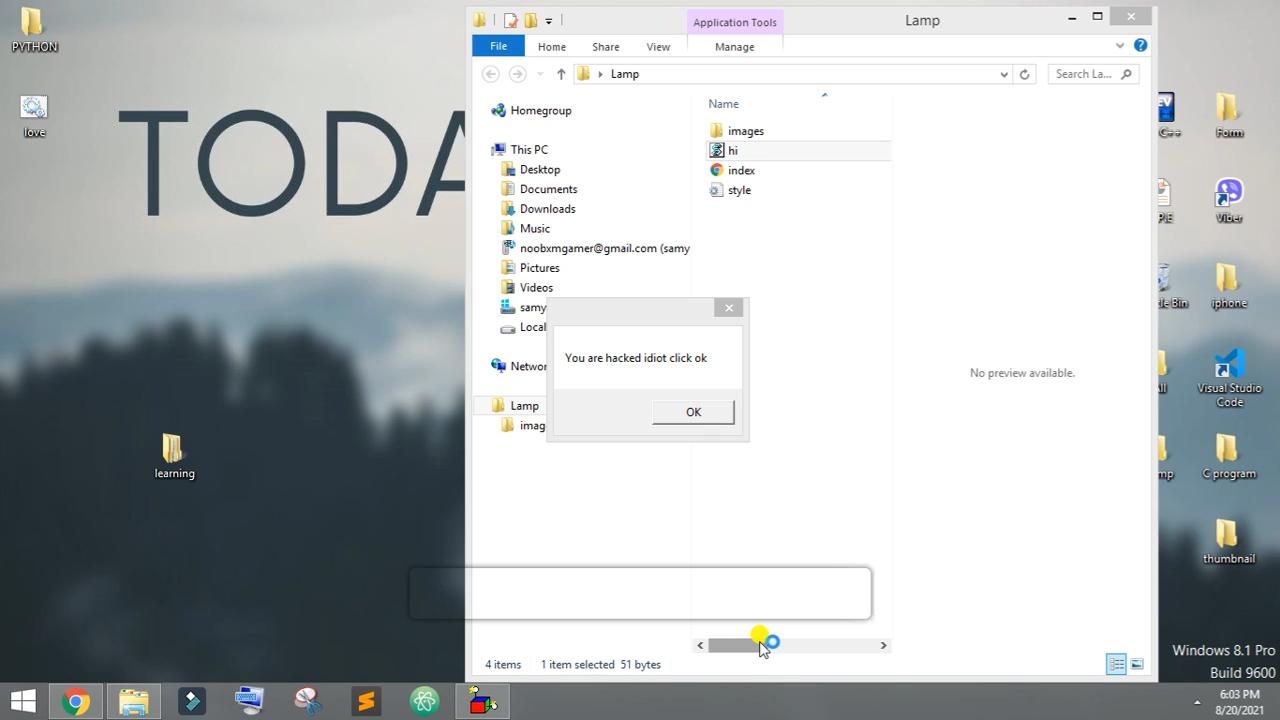 PYTHON
love
TODA
learning
Application Tools
Lamp
File
Home
Share
View
Manage
Lamp
Search La...
Homegroup
This PC
Desktop
Documents
Downloads
Music
noobxmgamer@gmail.com (samy
Pictures
Videos
samy
Local
Networ
Lamp
imag
Name
images
hi
index
style
You are hacked idiot click ok
OK
No preview available.
4 items
1 item selected 51 bytes
C++
Form
Viber
le Bin
iphone
Visual Studio
Code
mp
C program
thumbnail
Windows 8.1 Pro
Build 9600
6:03 PM
8/20/2021